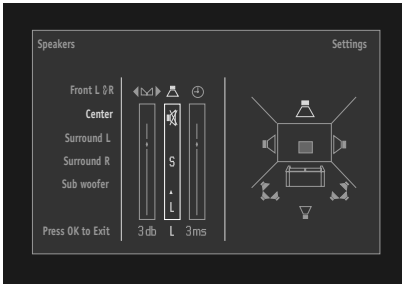 Speakers Settings
Front L & R
Center
Surround L
S
Surround R
Sub woofer
L
Press OK to Exit 3db L 3ms